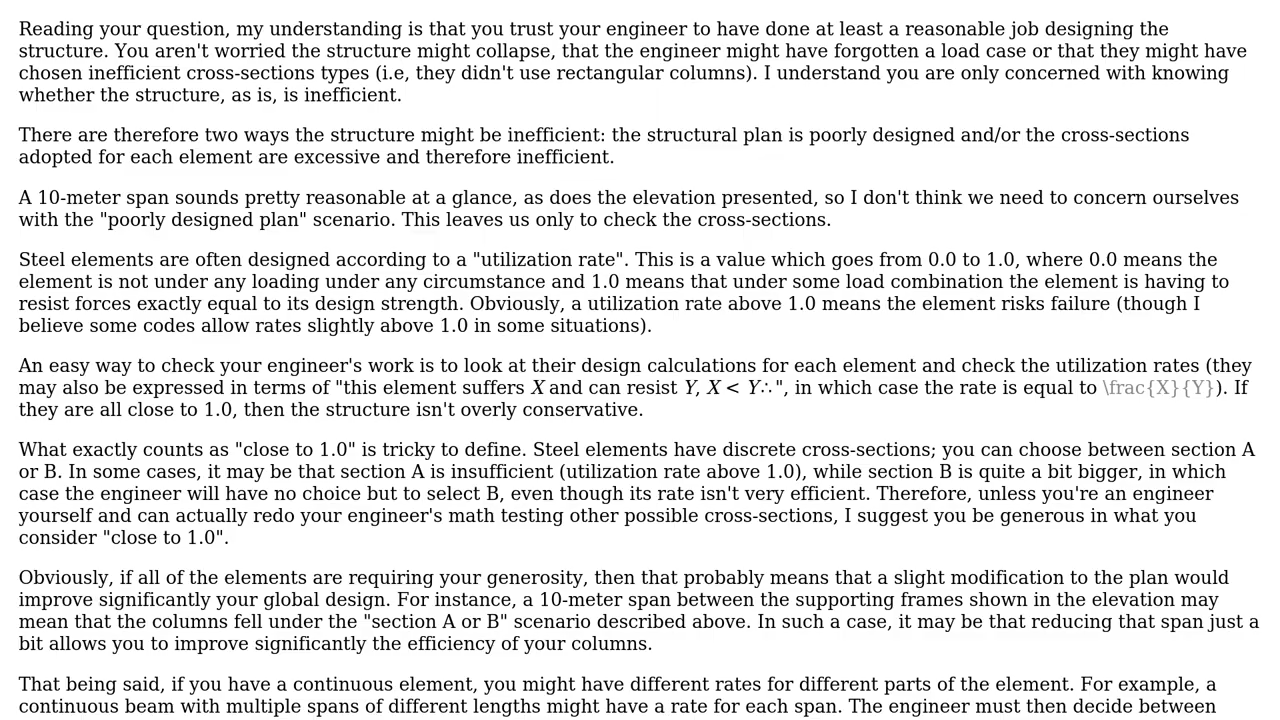 Reading your question, my understanding is that you trust your engineer to have done at least a reasonable job designing the
structure. You aren't worried the structure might collapse, that the engineer might have forgotten a load case or that they might have
chosen inefficient cross-sections types (i.e, they didn't use rectangular columns). I understand you are only concerned with knowing
whether the structure, as is, is inefficient.
There are therefore two ways the structure might be inefficient: the structural plan is poorly designed and/or the cross-sections
adopted for each element are excessive and therefore inefficient.
A 10-meter span sounds pretty reasonable at a glance, as does the elevation presented, so I don't think we need to concern ourselves
with the "poorly designed plan" scenario. This leaves us only to check the cross-sections.
Steel elements are often designed according to a "utilization rate". This is a value which goes from 0.0 to 1.0, where 0.0 means the
element is not under any loading under any circumstance and 1.0 means that under some load combination the element is having to
resist forces exactly equal to its design strength. Obviously, a utilization rate above 1.0 means the element risks failure (though I
believe some codes allow rates slightly above 1.0 in some situations).
An easy way to check your engineer's work is to look at their design calculations for each element and check the utilization rates (they
may also be expressed in terms of "this element suffers X and can resist Y, X < Y∴", in which case the rate is equal to \frac{X}{Y}). If
they are all close to 1.0, then the structure isn't overly conservative.
What exactly counts as "close to 1.0" is tricky to define. Steel elements have discrete cross-sections; you can choose between section A
or B. In some cases, it may be that section A is insufficient (utilization rate above 1.0), while section B is quite a bit bigger, in which
case the engineer will have no choice but to select B, even though its rate isn't very efficient. Therefore, unless you're an engineer
yourself and can actually redo your engineer's math testing other possible cross-sections, I suggest you be generous in what you
consider "close to 1.0".
Obviously, if all of the elements are requiring your generosity, then that probably means that a slight modification to the plan would
improve significantly your global design. For instance, a 10-meter span between the supporting frames shown in the elevation may
mean that the columns fell under the "section A or B" scenario described above. In such a case, it may be that reducing that span just a
bit allows you to improve significantly the efficiency of your columns.
That being said, if you have a continuous element, you might have different rates for different parts of the element. For example, a
continuous beam with multiple spans of different lengths might have a rate for each span. The engineer must then decide between